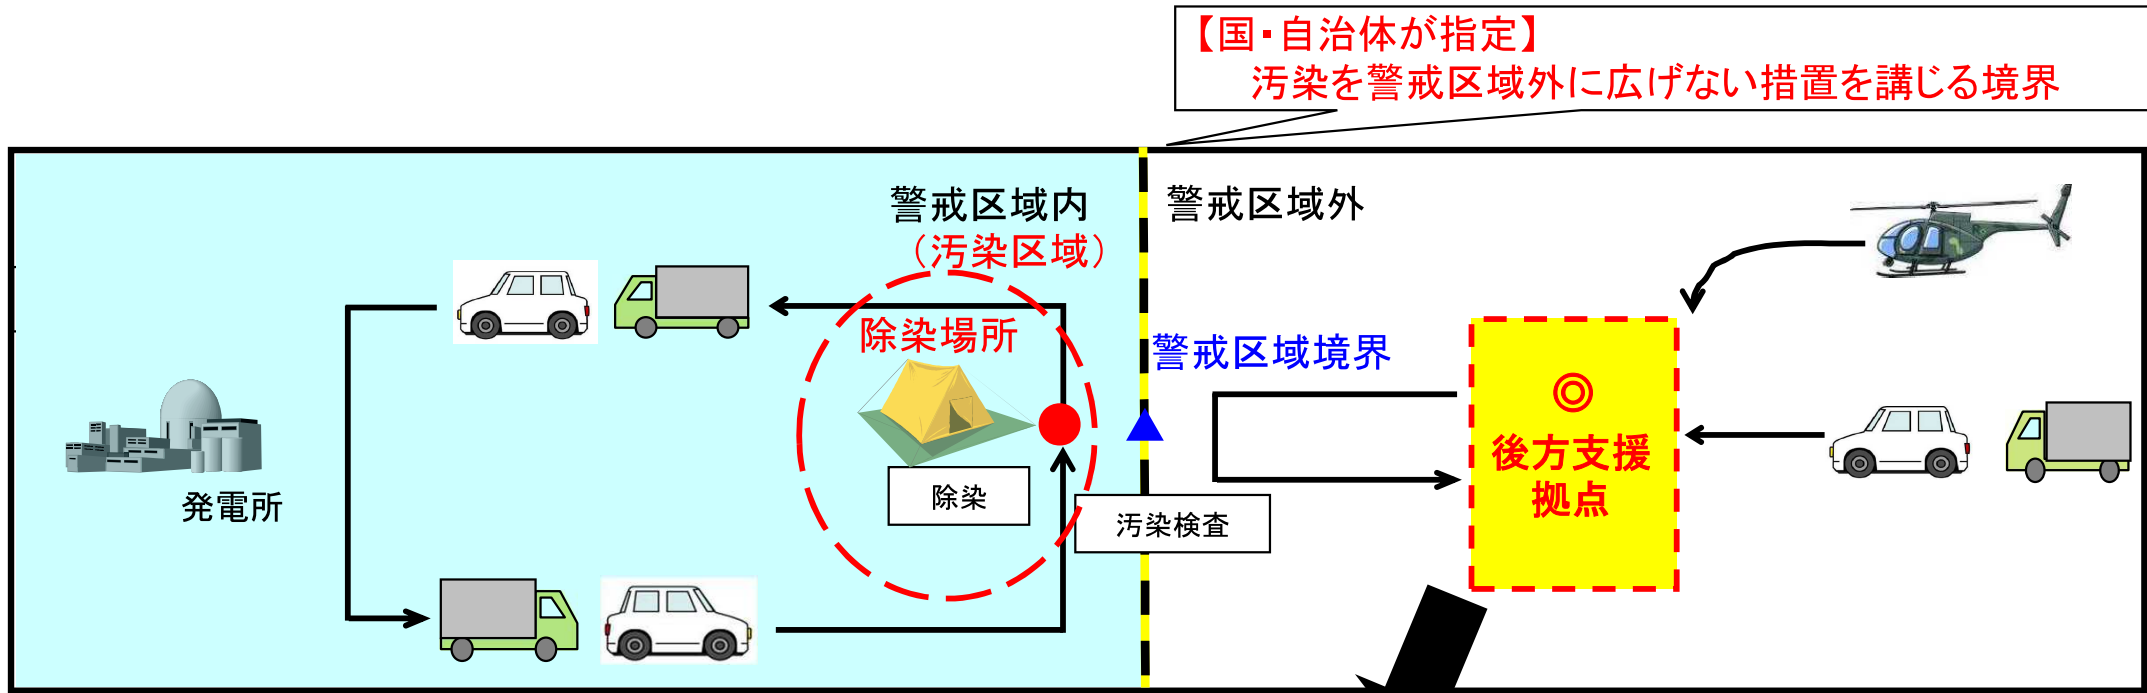 【国・自治体が指定】
汚染を警戒区域外に広げない措置を講じる境界
警戒区域内
（汚染区域）
警戒区域外
除染場所
警戒区域境界
後方支援
拠点
発電所
除染
汚染検査